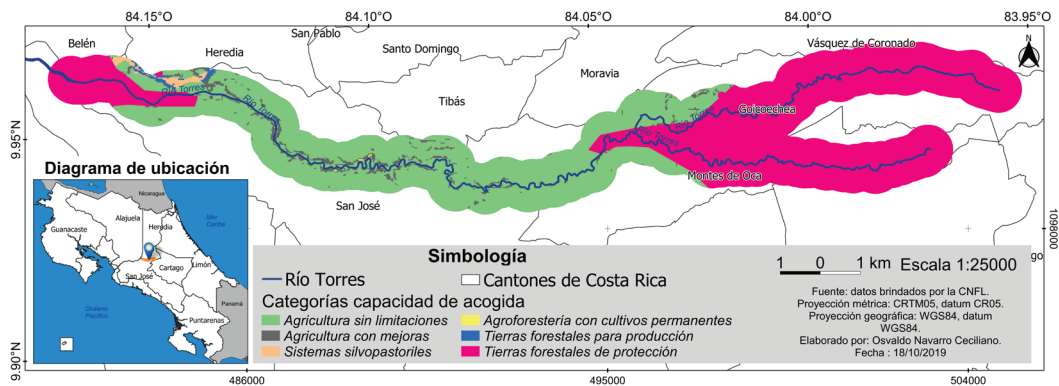 84.15°O 84.10°O 84.05°O 84.00°O 83.95°O
Belén
Heredia
San Pablo
Santo Domingo
Moravia
Vásquez de Coronado
N
Tibás
Goicoechea
Río Torres
Río Torres
Río Torres
Río Torres
Montes de Oca
San José
9.95°N
9.90°N
1098000
go
Diagrama de ubicación
Nicaragua
Alajuela
Heredia
Mar
Caribe
Guanacaste
Limón
Cartago
San José
Océano
Pacífico
Puntarenas
Panamá
Simbología
Río Torres
Cantones de Costa Rica
Categorías capacidad de acogida
Agricultura sin limitaciones
Agricultura con mejoras
Sistemas silvopastoriles
Agroforestería con cultivos permanentes
Tierras forestales para producción
Tierras forestales de protección
1 0 1 km Escala 1:25000
Fuente: datos brindados por la CNFL.
Proyección métrica: CRTM05, datum CR05.
Proyección geográfica: WGS84, datum
WGS84.
Elaborado por: Osvaldo Navarro Ceciliano.
Fecha : 18/10/2019
486000 495000 504000